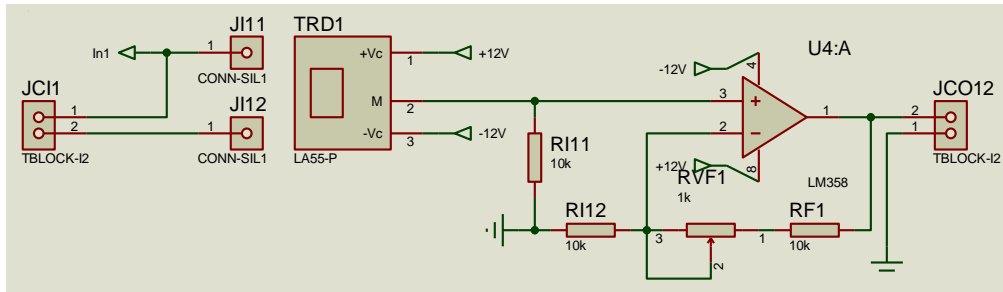 JI11
TRD1
U4:A
In1
1
CONN-SIL1
+Vc
1
+12V
-12V
4
JCO12
JCI1
1
2
TBLOCK-I2
JI12
1
CONN-SIL1
M
2
-Vc
3
-12V
LA55-P
3
2
1
8
2
1
TBLOCK-I2
RI11
10k
+12V
RVF1
1k
LM358
RI12
10k
3
1
2
RF1
10k